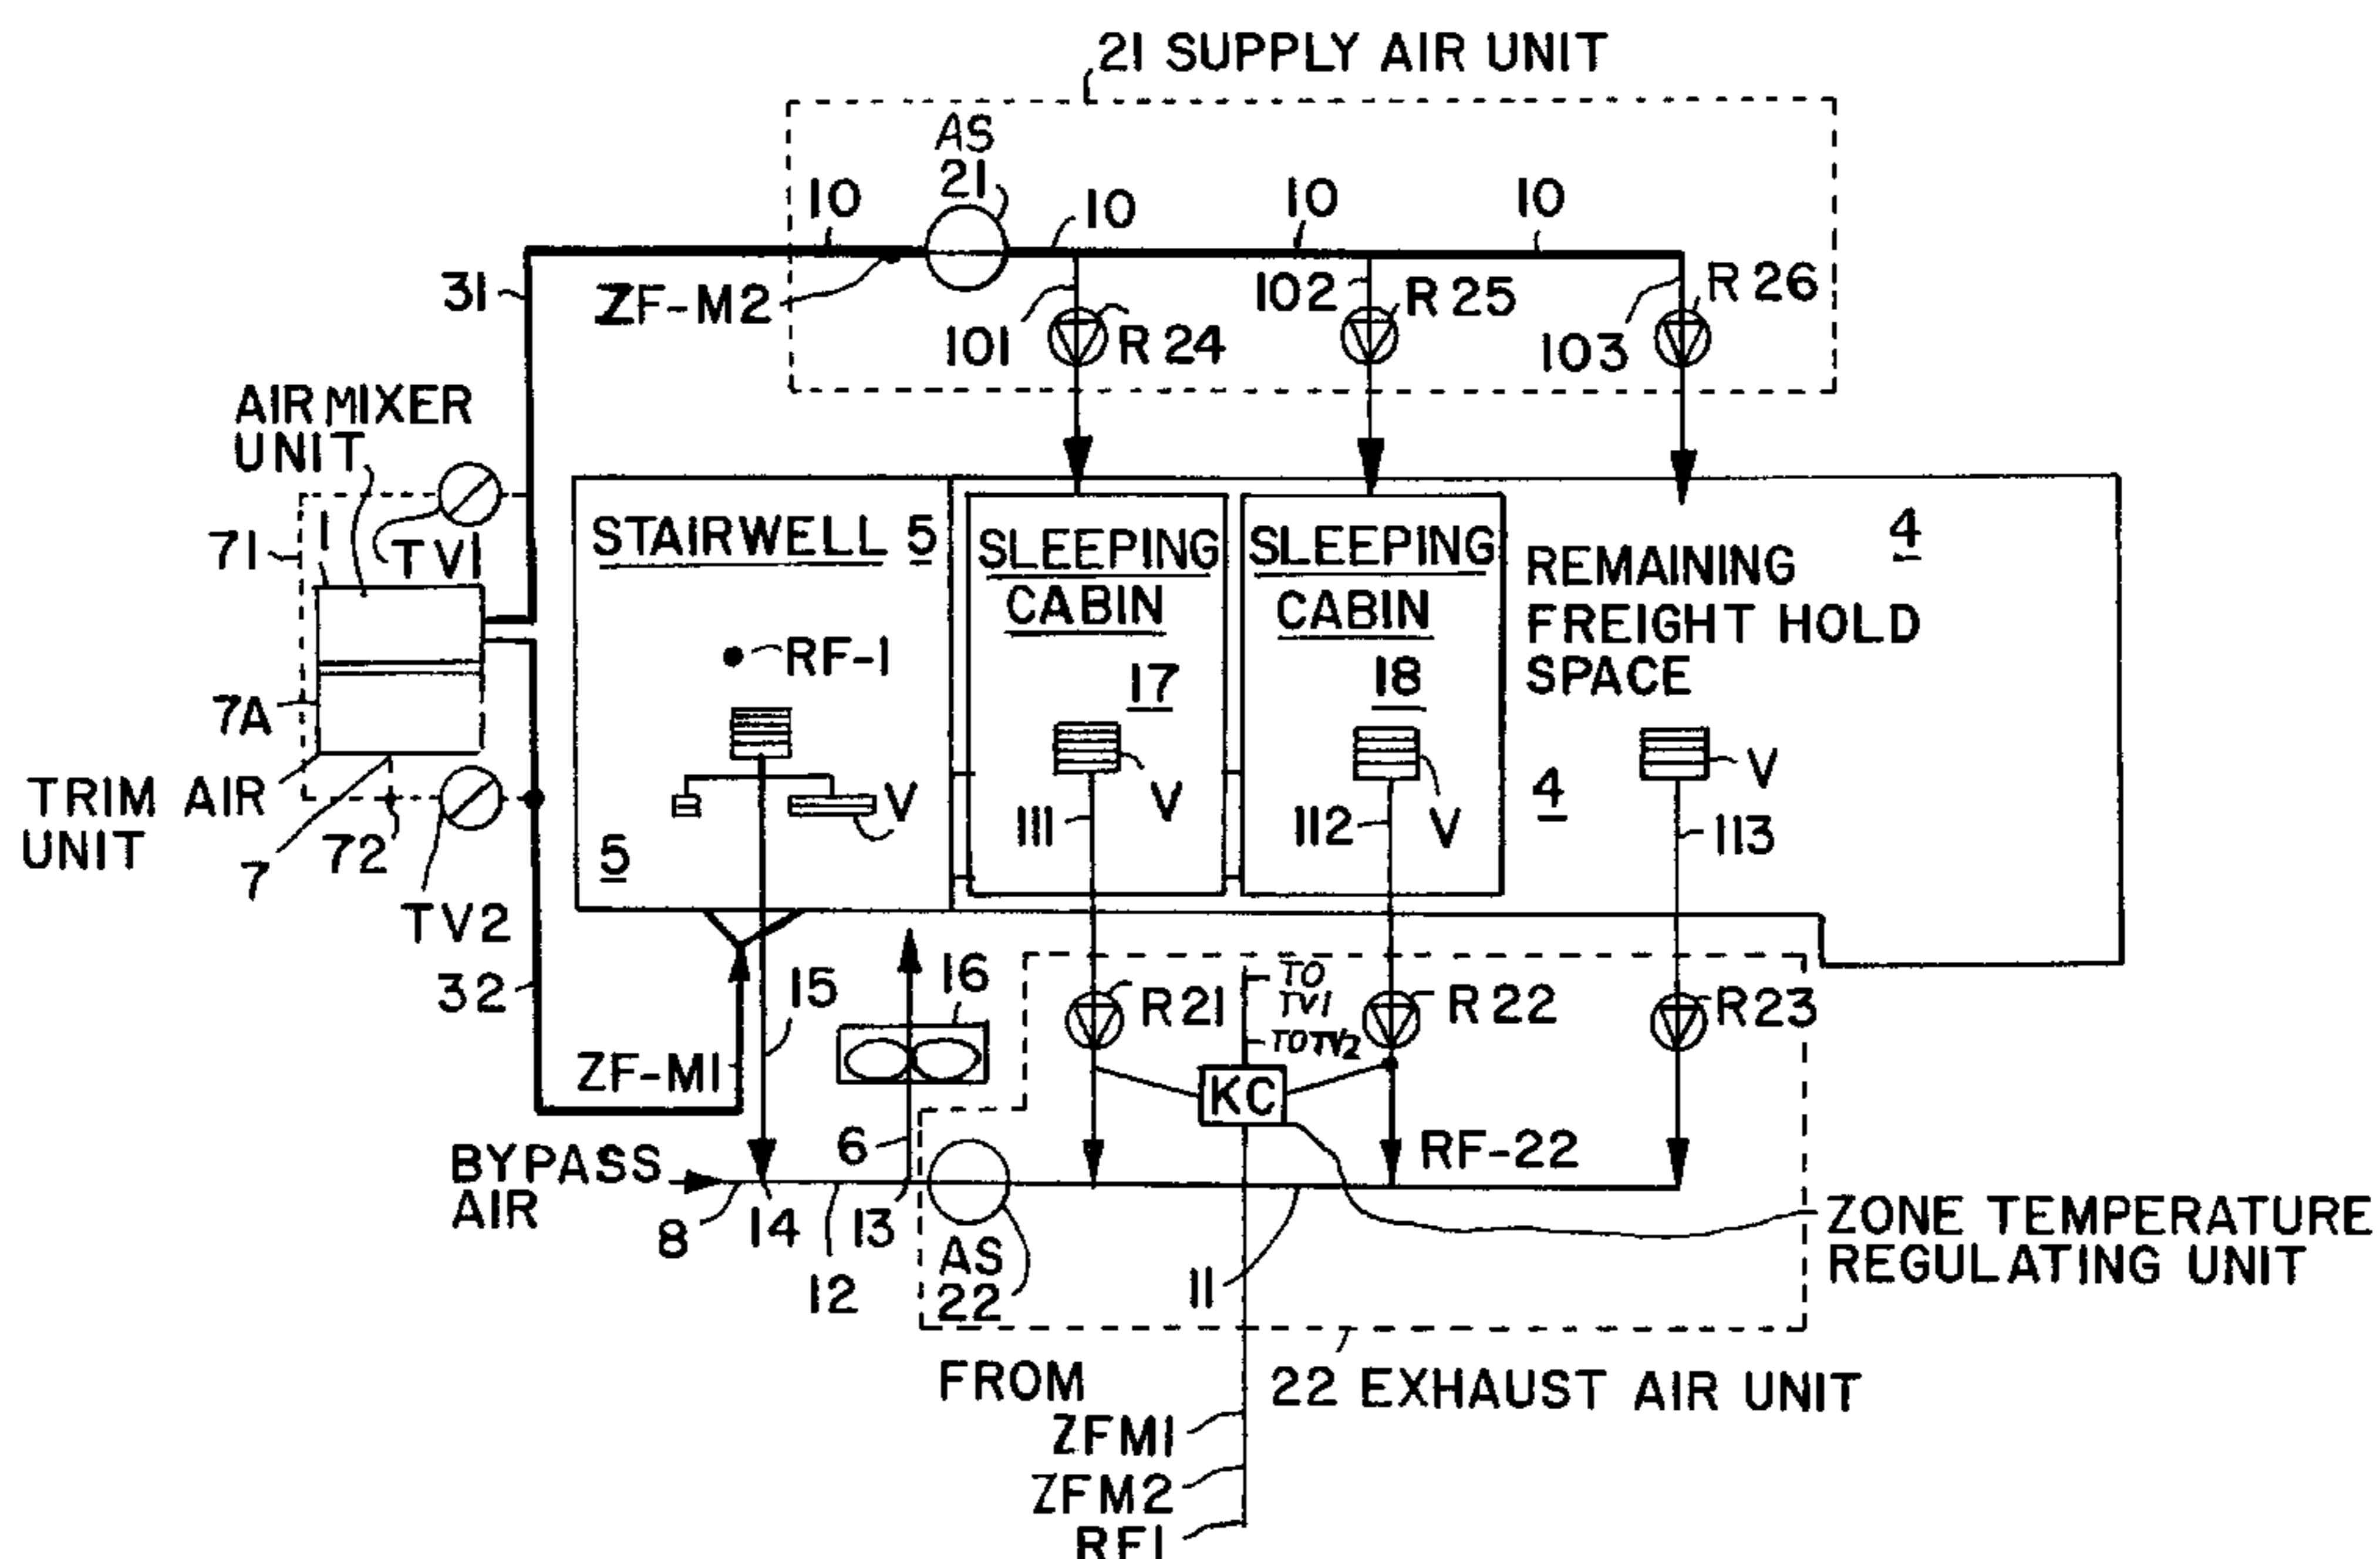 21 SUPPLY AIR UNIT
AS
21
10
10
10
10
31
ZF-M2
101
R 24
102
R 25
103
R 26
AIR MIXER
UNIT
71
1
TV1
STAIRWELL 5
SLEEPING
CABIN
17
SLEEPING
CABIN
18
REMAINING
FREIGHT HOLD
SPACE
4
RF-1
7A
TRIM AIR
UNIT
7
72
TV2
V
5
111
V
112
V
4
V
113
32
15
16
ZF-M1
R21
TO
TV1
TO TV2
R 22
R23
KC
6
BYPASS
AIR
8
14
12
13
AS
22
RF-22
11
ZONE TEMPERATURE
REGULATING UNIT
FROM
22 EXHAUST AIR UNIT
ZFM1
ZFM2
RF1